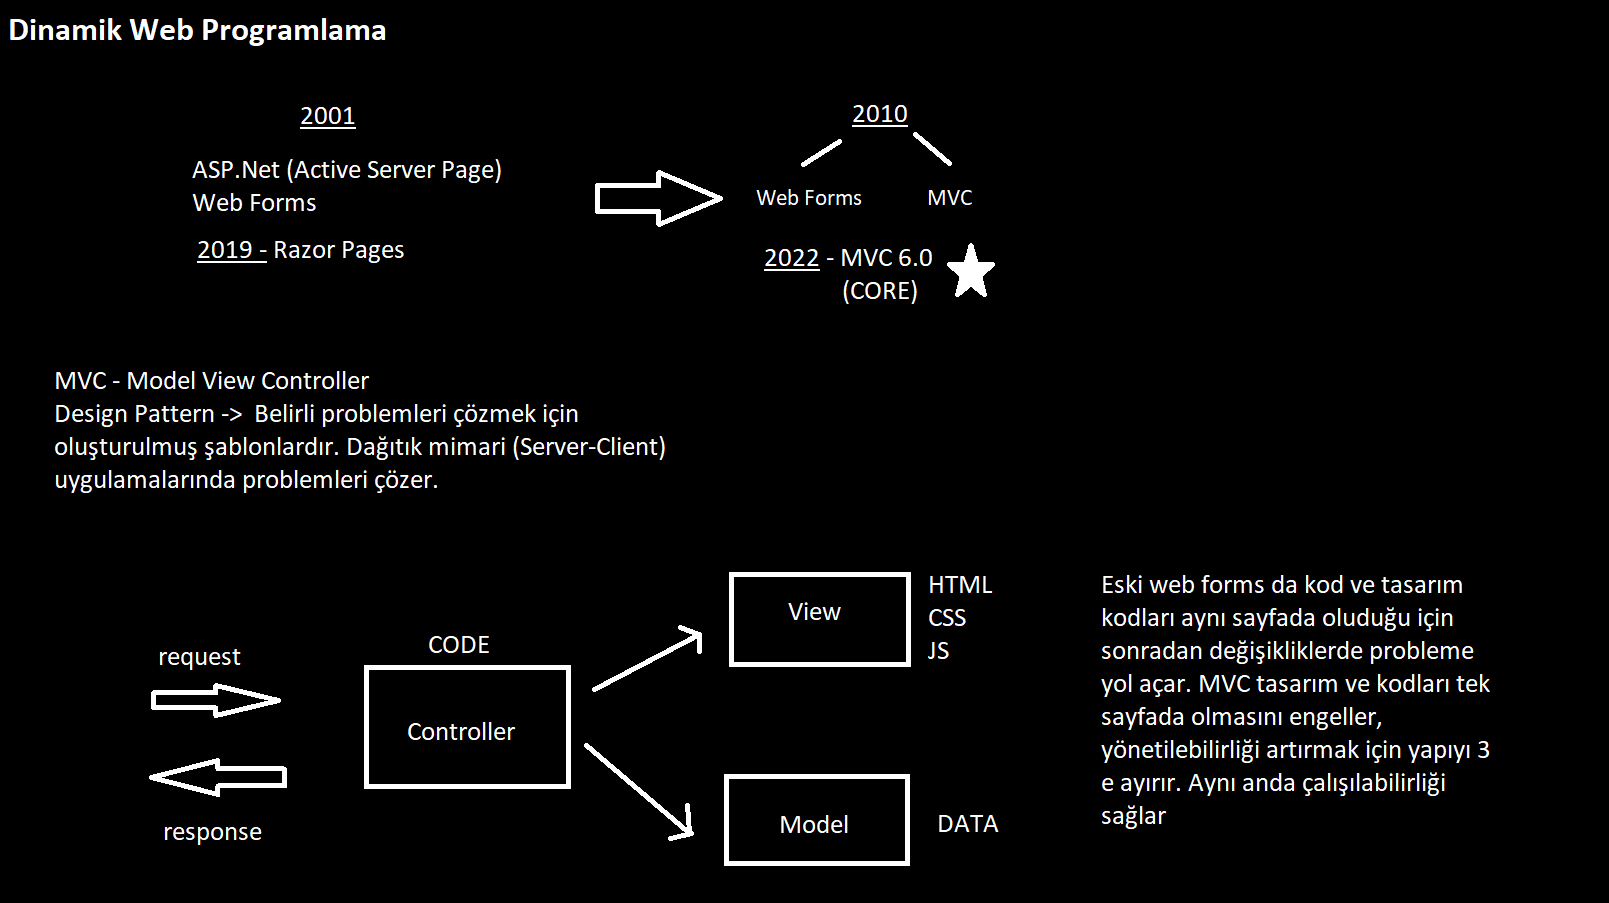 Dinamik Web Programlama
2001
ASP.Net (Active Server Page)
Web Forms
2019 - Razor Pages
2010
Web Forms
MVC
2022 - MVC 6.0
(CORE)
MVC - Model View Controller
Design Pattern -> Belirli problemleri çözmek için
oluşturulmuş şablonlardır. Dağıtık mimari (Server-Client)
uygulamalarında problemleri çözer.
request
response
CODE
Controller
View
HTML
CSS
JS
Model
DATA
Eski web forms da kod ve tasarım
kodları aynı sayfada oluduğu için
sonradan değişikliklerde probleme
yol açar. MVC tasarım ve kodları tek
sayfada olmasını engeller,
yönetilebilirliği artırmak için yapıyı 3
e ayırır. Aynı anda çalışılabilirliği
sağlar